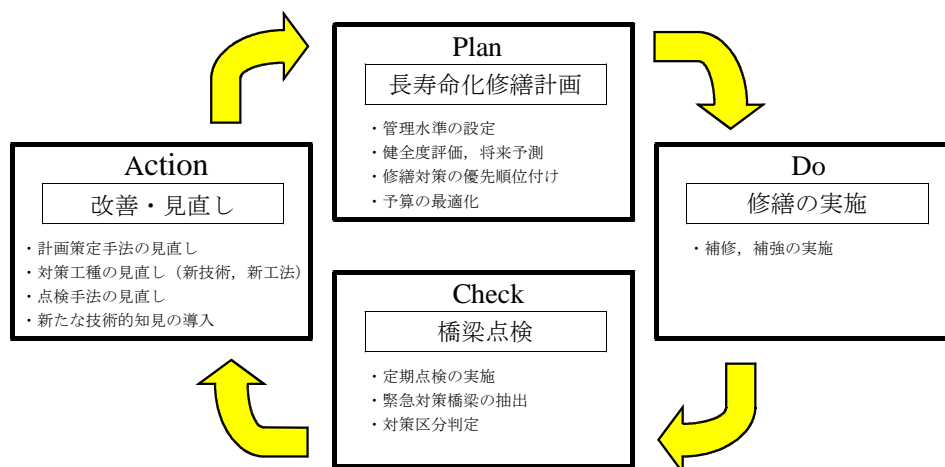 Plan
長寿命化修繕計画
・管理水準の設定
・健全度評価，将来予測
・修繕対策の優先順位付け
・予算の最適化
Do
修繕の実施
・補修，補強の実施
Check
橋梁点検
・定期点検の実施
・緊急対策橋梁の抽出
・対策区分判定
Action
改善・見直し
・計画策定手法の見直し
・対策工種の見直し（新技術，新工法）
・点検手法の見直し
・新たな技術的知見の導入